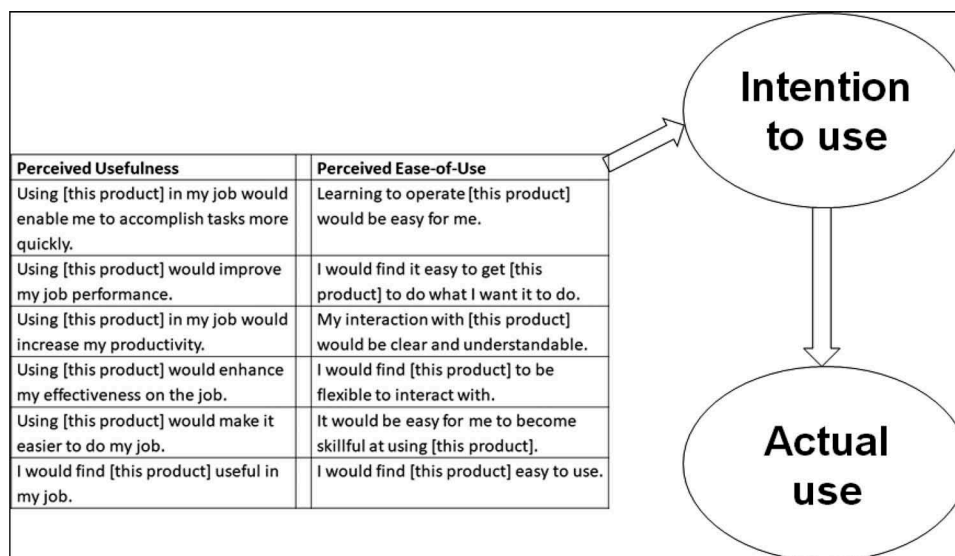 Intention
to use
Perceived Usefulness
Perceived Ease-of-Use
Using [this product] in my job would
enable me to accomplish tasks more
quickly.
Learning to operate [this product]
would be easy for me.
Using [this product] would improve
my job performance.
I would find it easy to get [this
product] to do what I want it to do.
Using [this product] in my job would
increase my productivity.
My interaction with [this product]
would be clear and understandable.
Using [this product] would enhance
my effectiveness on the job.
I would find [this product] to be
flexible to interact with.
Using [this product] would make it
easier to do my job.
It would be easy for me to become
skillful at using [this product].
I would find [this product] useful in
my job.
I would find [this product] easy to use.
Actual
use